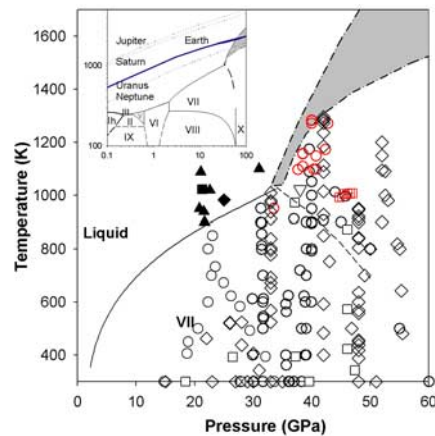 1600
1400
1200
1000
800
600
400
Temperature (K)
0 10 20 30 40 50 60
Pressure (GPa)
Liquid
VII
1000
100
0.1 1 10 100
Jupiter
Earth
Saturn
Uranus
Neptune
III
Ih II
IX
VI
VII
VIII
X